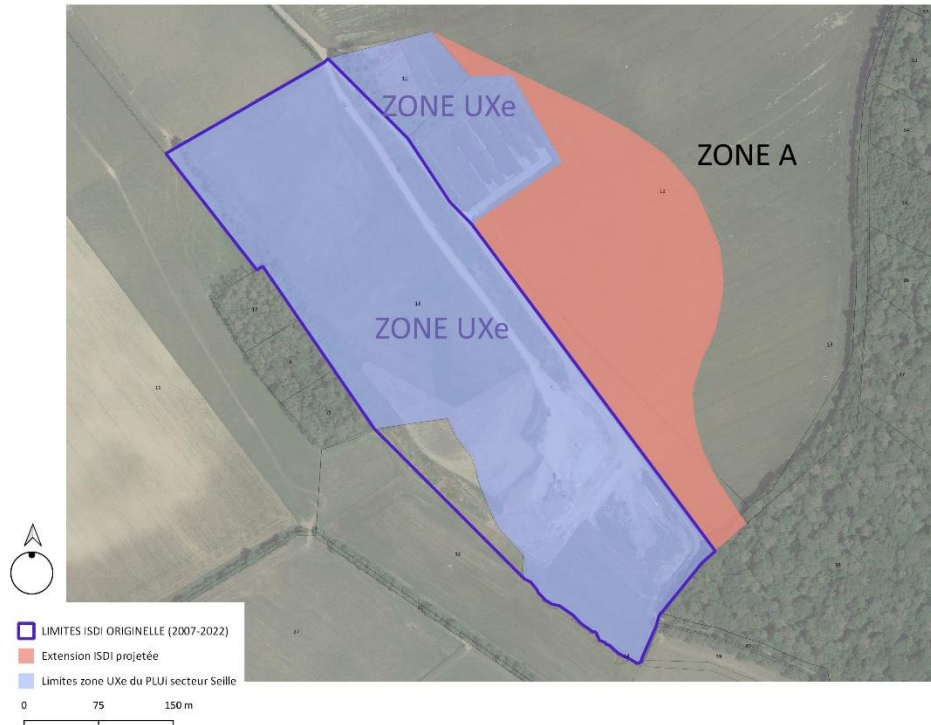 ZONE UXe
ZONE A
12
ZONE UXe
LIMITES ISDI ORIGINELLE (2007-2022)
Extension ISDI projetée
Limites zone UXe du PLUi secteur Seille
0 75 150 m